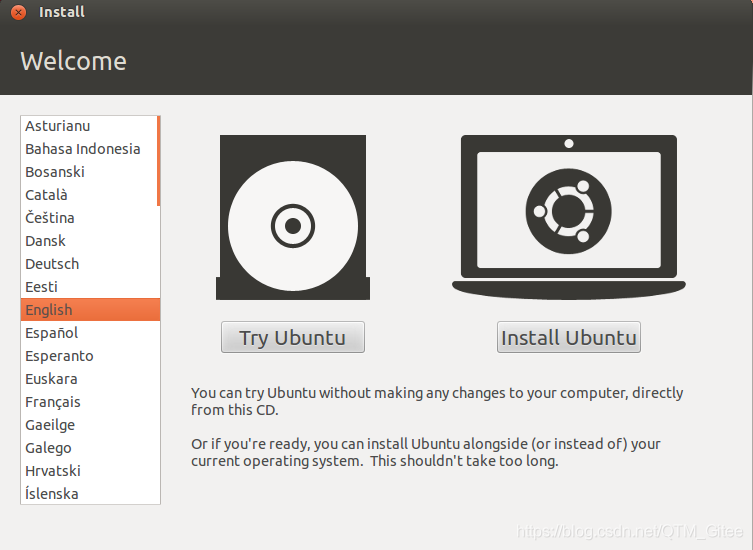 Install
Welcome
Asturianu
Bahasa Indonesia
Bosanski
Català
Čeština
Dansk
Deutsch
Eesti
English
Español
Esperanto
Euskara
Français
Gaeilge
Galego
Hrvatski
Íslenska
Try Ubuntu
Install Ubuntu
You can try Ubuntu without making any changes to your computer, directly
from this CD.
Or if you're ready, you can install Ubuntu alongside (or instead of) your
current operating system.  This shouldn't take too long.
https://blog.csdn.net/QTM_Gitee